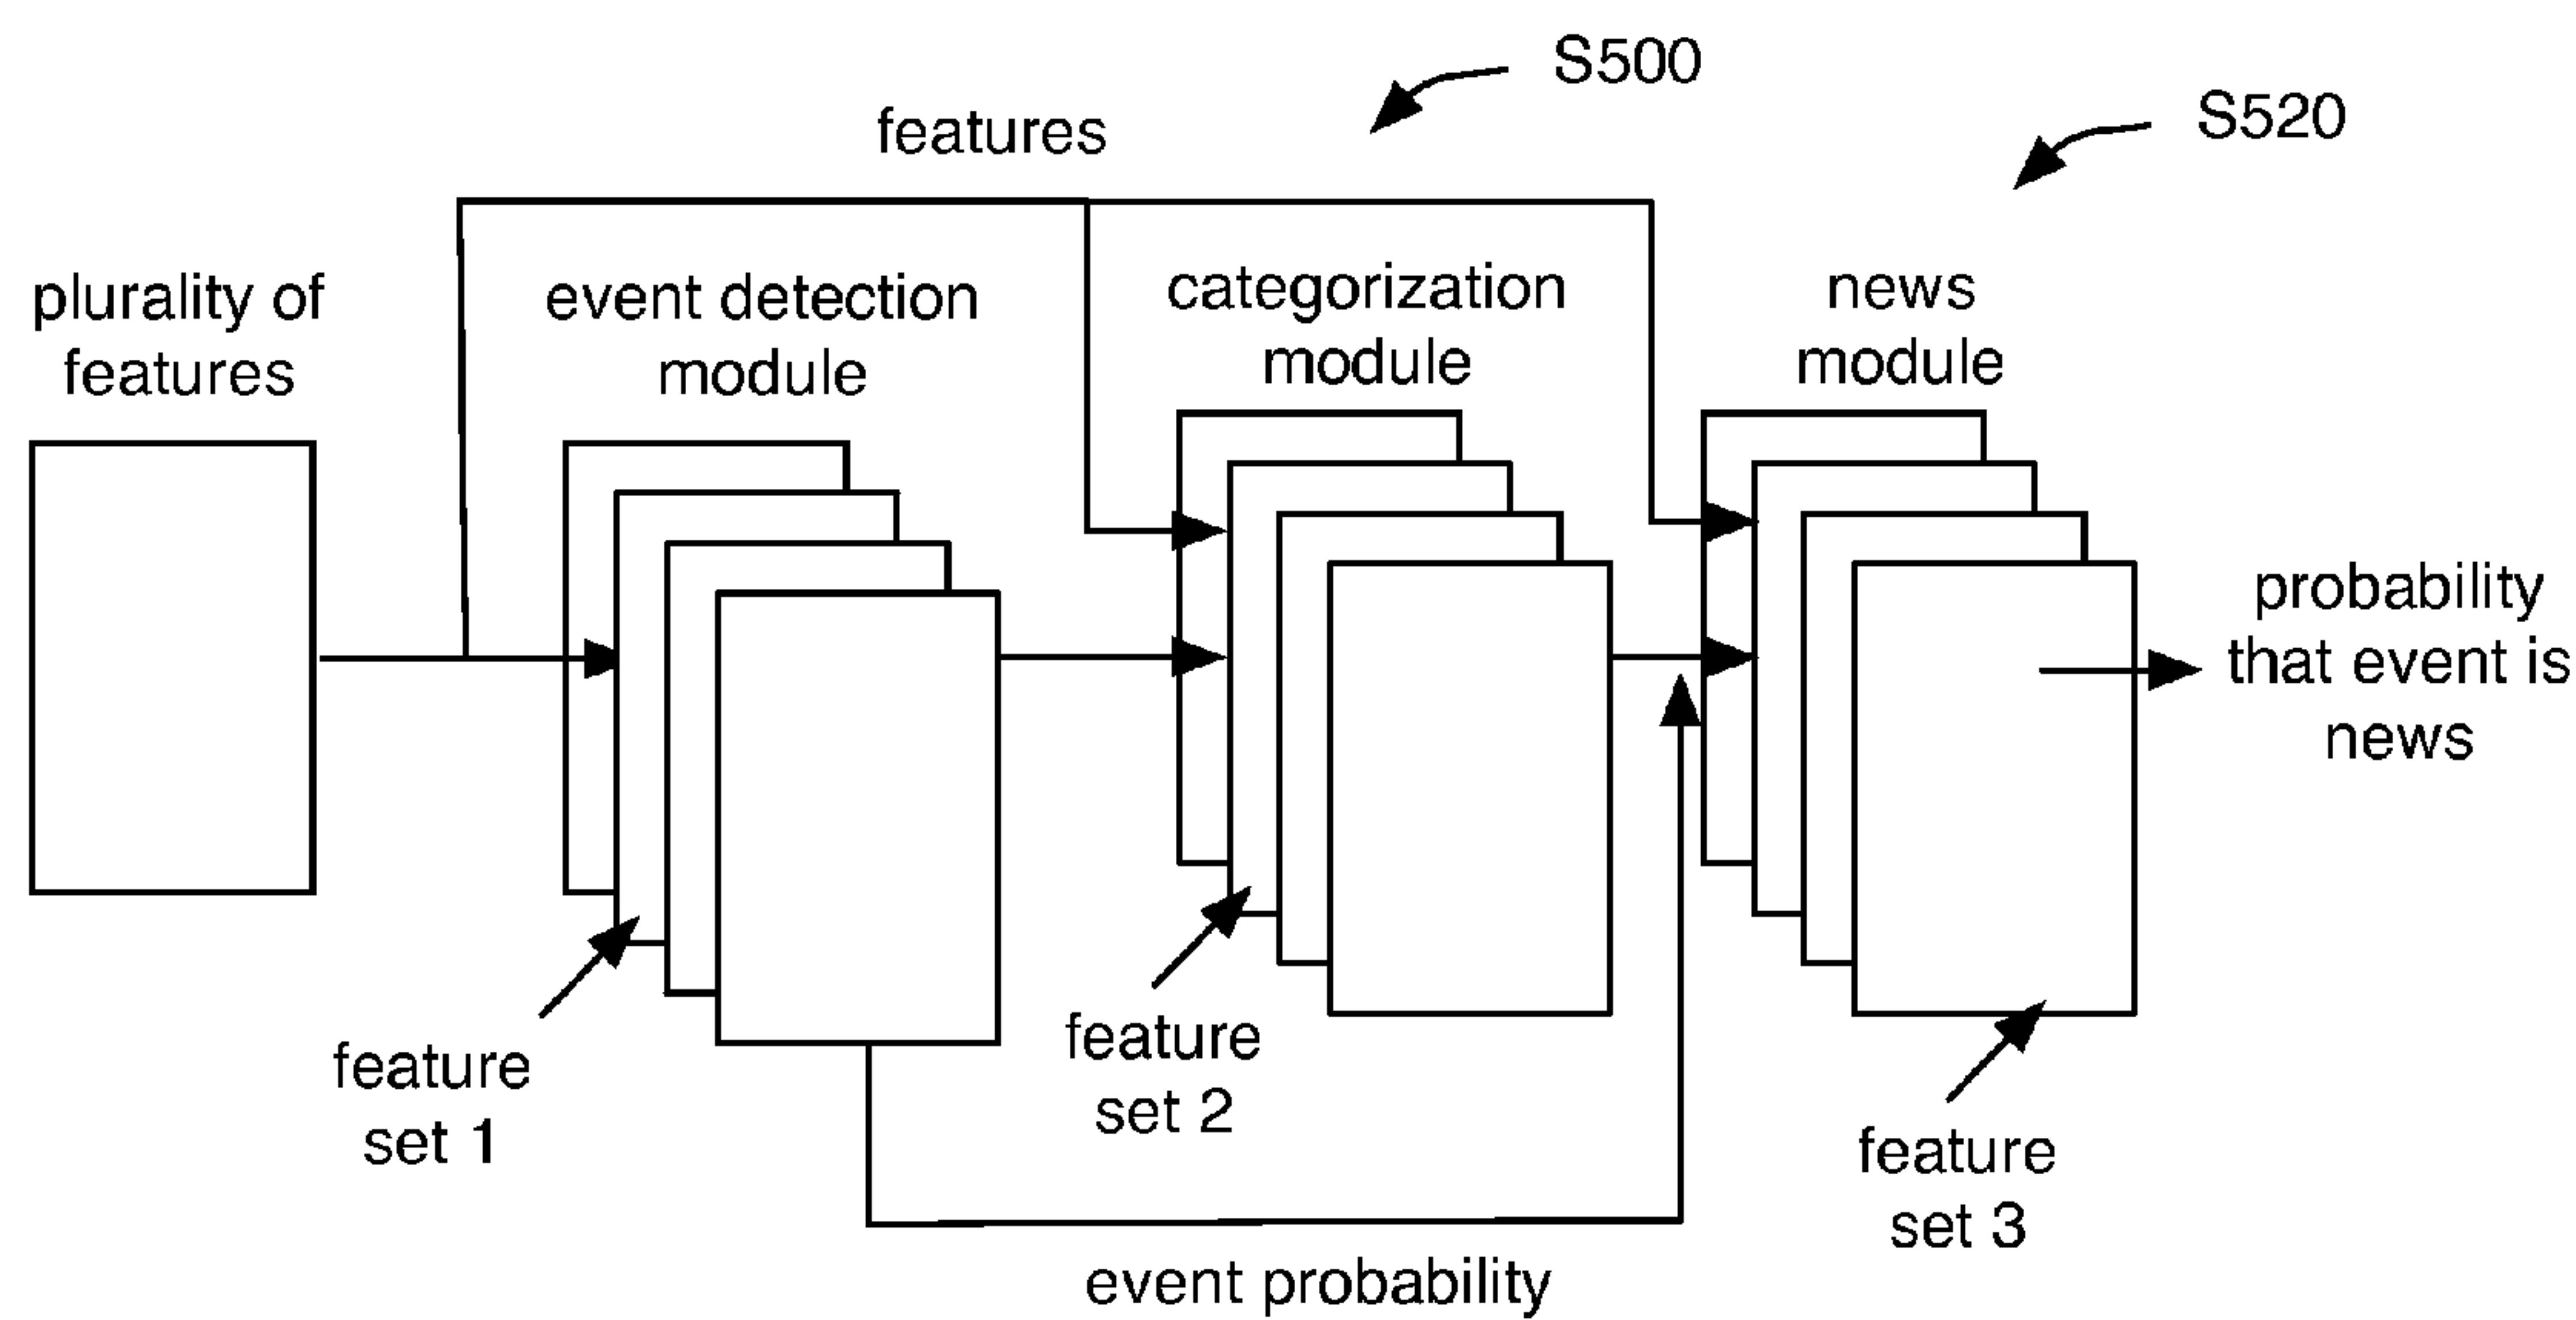 S500
S520
features
plurality of
features
event detection
module
categorization
module
news
module
probability
that event is
news
feature
set 1
feature
set 2
feature
set 3
event probability